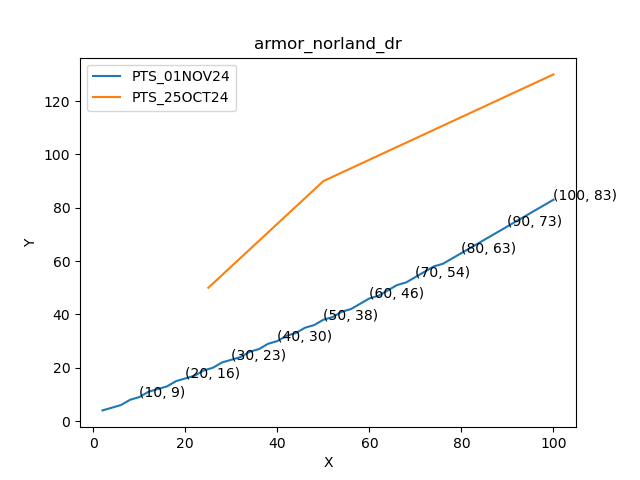 armor_norland_dr
PTS_01NOV24
PTS_25OCT24
Y
120
100
80
60
40
20
0
(100, 83)
(90, 73)
(80, 63)
(70, 54)
(60, 46)
(50, 38)
(40, 30)
(30, 23)
(20, 16)
(10, 9)
0 20 40 60 80 100
X